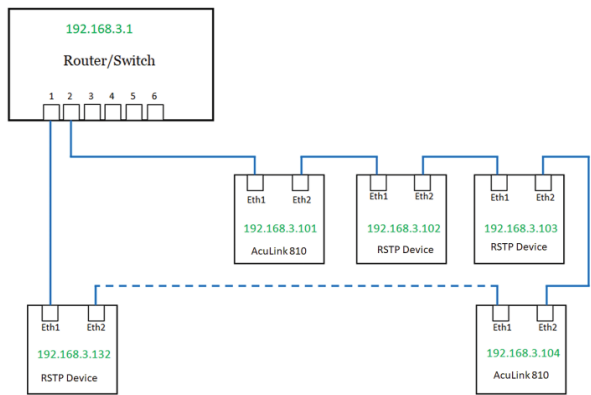 192.168.3.1
Router/Switch
1 2 3 4 5 6
Eth1 Eth2 Eth1 Eth2 Eth1 Eth2
192.168.3.101 192.168.3.102 192.168.3.103
AcuLink 810 RSTP Device RSTP Device
Eth1 Eth2 Eth1 Eth2
192.168.3.132 192.168.3.104
RSTP Device AcuLink 810